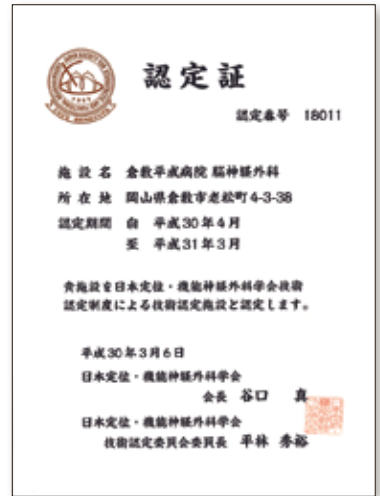 認定証
認定番号 18011
施設名 倉敷平成病院 脳神経外科
所在地 岡山県倉敷市老松町4-3-38
認定期間 自 平成30年4月
至 平成31年3月
貴施設を日本定位・機能神経外科学会技術
認定制度による技術認定施設と認定します。
平成30年3月6日
日本定位・機能神経外科学会
会長 谷口 真
日本定位・機能神経外科学会
技術認定委員会委員長 平林 秀裕